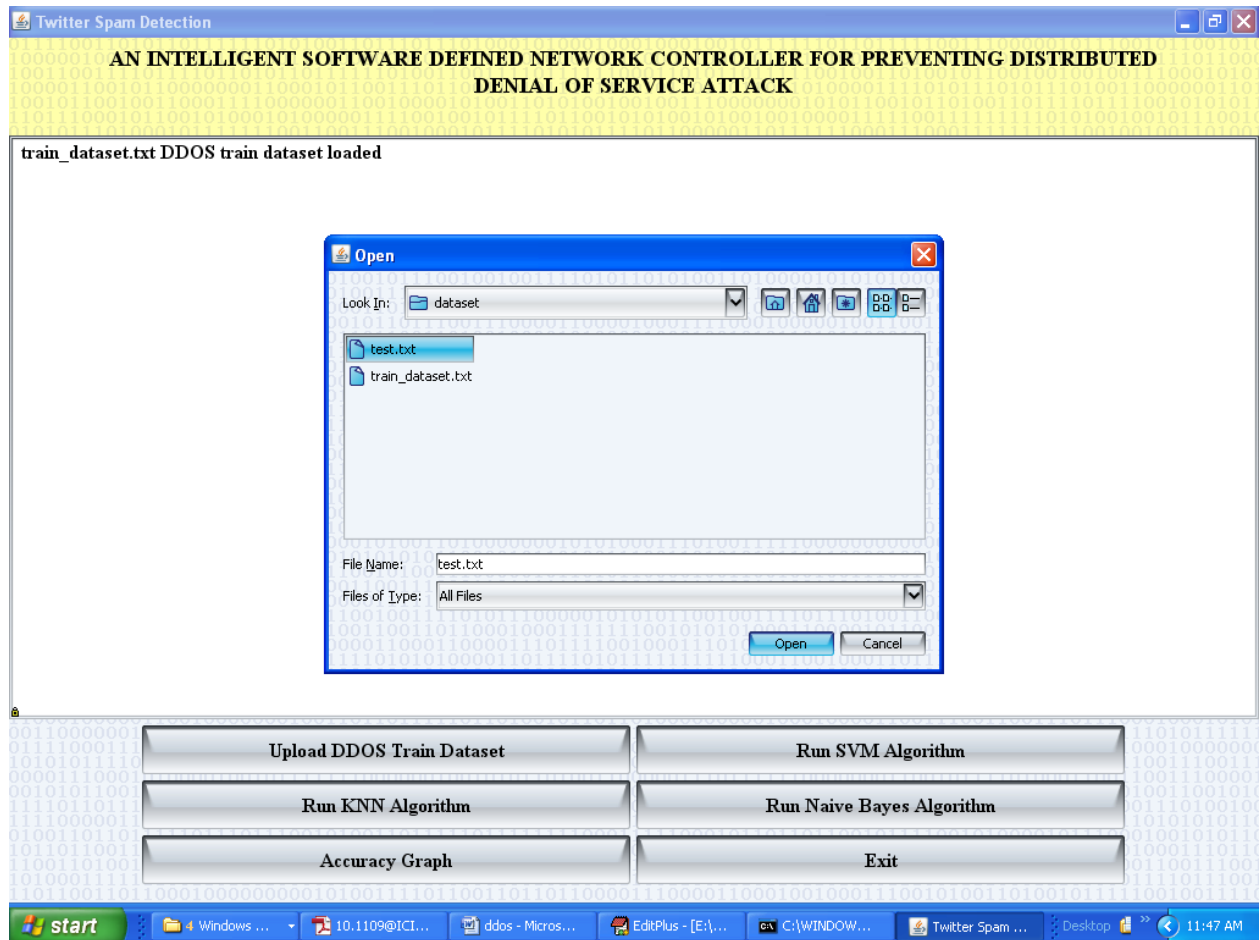 Twitter Spam Detection
AN INTELLIGENT SOFTWARE DEFINED NETWORK CONTROLLER FOR PREVENTING DISTRIBUTED
DENIAL OF SERVICE ATTACK
train_dataset.txt DDOS train dataset loaded
Open
Look In:
dataset
test.txt
train_dataset.txt
File Name:
test.txt
Files of Type:
All Files
Open
Cancel
Upload DDOS Train Dataset
Run SVM Algorithm
Run KNN Algorithm
Run Naive Bayes Algorithm
Accuracy Graph
Exit
start
4 Windows ...
10.1109@ICI...
ddos - Micros...
EditPlus - [E:\...
C:\WINDOW...
Twitter Spam ...
Desktop
11:47 AM